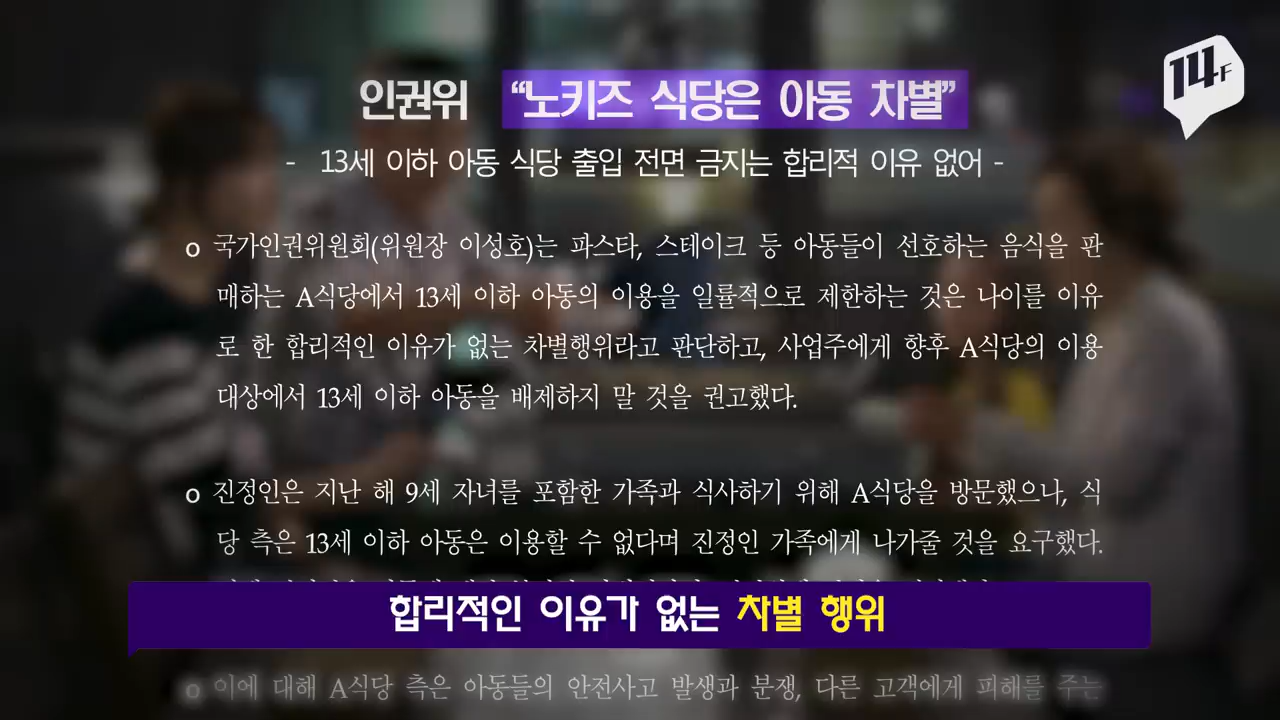 14F
인권위 “노키즈 식당은 아동 차별”
- 13세 이하 아동 식당 출입 전면 금지는 합리적 이유 없어 -
o 국가인권위원회(위원장 이성호)는 파스타, 스테이크 등 아동들이 선호하는 음식을 판
매하는 A식당에서 13세 이하 아동의 이용을 일률적으로 제한하는 것은 나이를 이유
로 한 합리적인 이유가 없는 차별행위라고 판단하고, 사업주에게 향후 A식당의 이용
대상에서 13세 이하 아동을 배제하지 말 것을 권고했다.
o 진정인은 지난 해 9세 자녀를 포함한 가족과 식사하기 위해 A식당을 방문했으나, 식
당 측은 13세 이하 아동은 이용할 수 없다며 진정인 가족에게 나가줄 것을 요구했다.
합리적인 이유가 없는 차별 행위
o 이에 대해 A식당 측은 아동들의 안전사고 발생과 분쟁, 다른 고객에게 피해를 주는